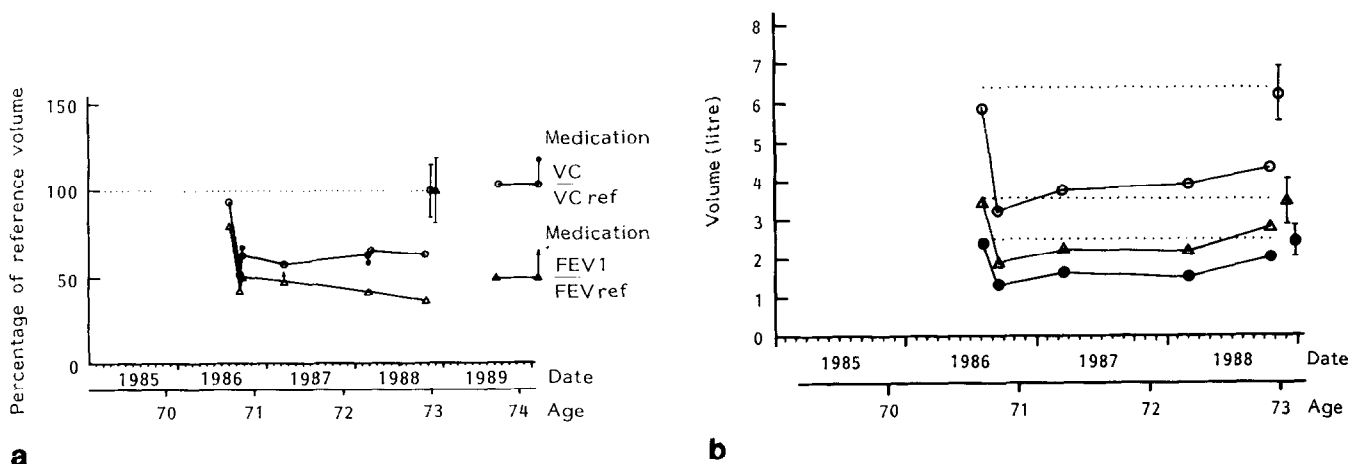 Percentage of reference volume
150
100
50
0
1985 1986 1987 1988 1989 Date
70 71 72 73 74 Age
Medication
VC
VC ref
Medication
FEV1
FEV ref
a
Volume (litre)
8
7
6
5
4
3
2
1
0
1985 1986 1987 1988 Date
70 71 72 73 Age
b